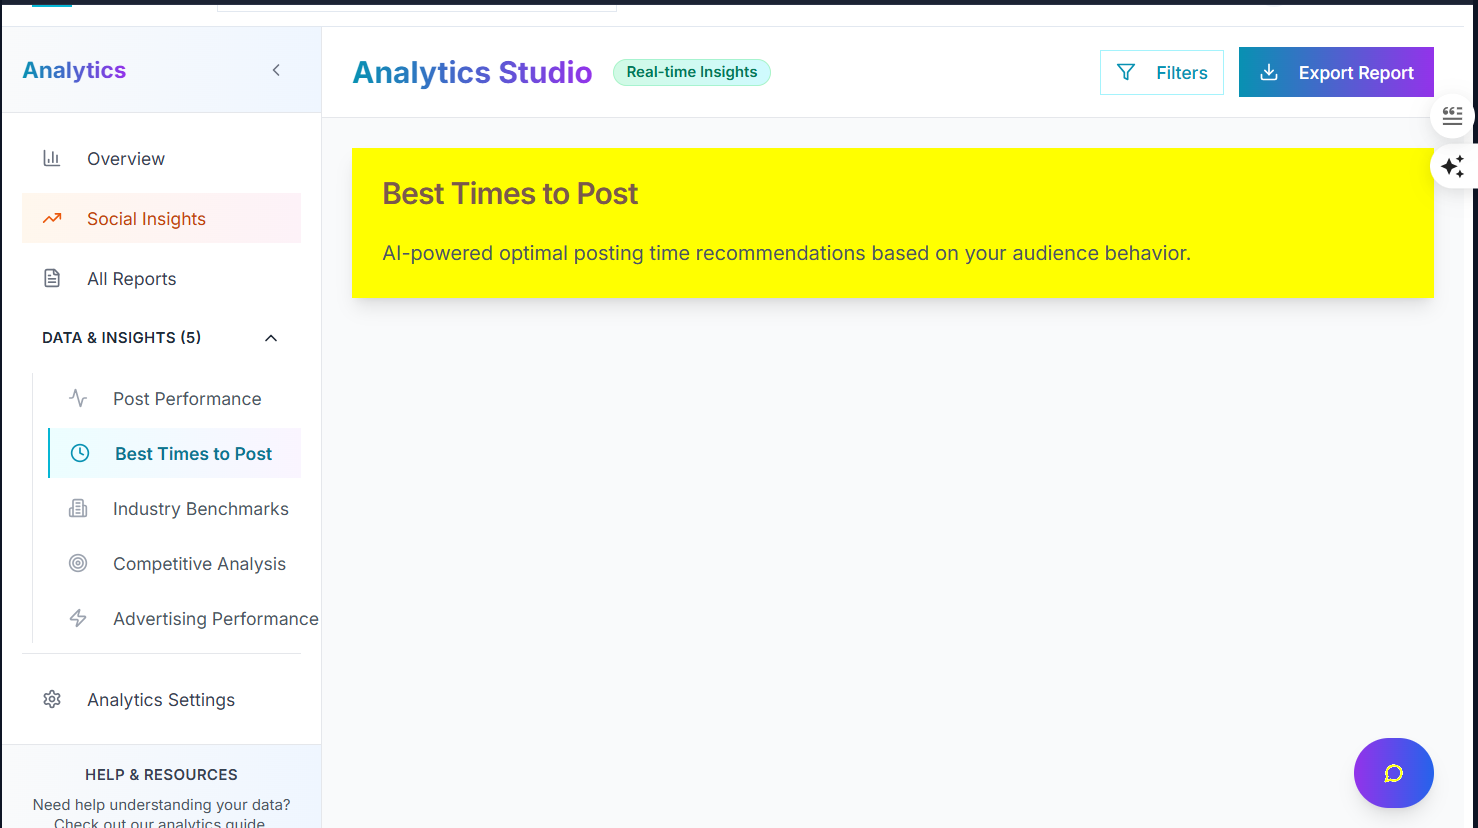 Analytics
Analytics Studio
Real-time Insights
Filters
Export Report
Overview
Social Insights
All Reports
DATA & INSIGHTS (5)
Post Performance
Best Times to Post
Industry Benchmarks
Competitive Analysis
Advertising Performance
Analytics Settings
HELP & RESOURCES
Need help understanding your data?
Check out our analytics guide
Best Times to Post
AI-powered optimal posting time recommendations based on your audience behavior.